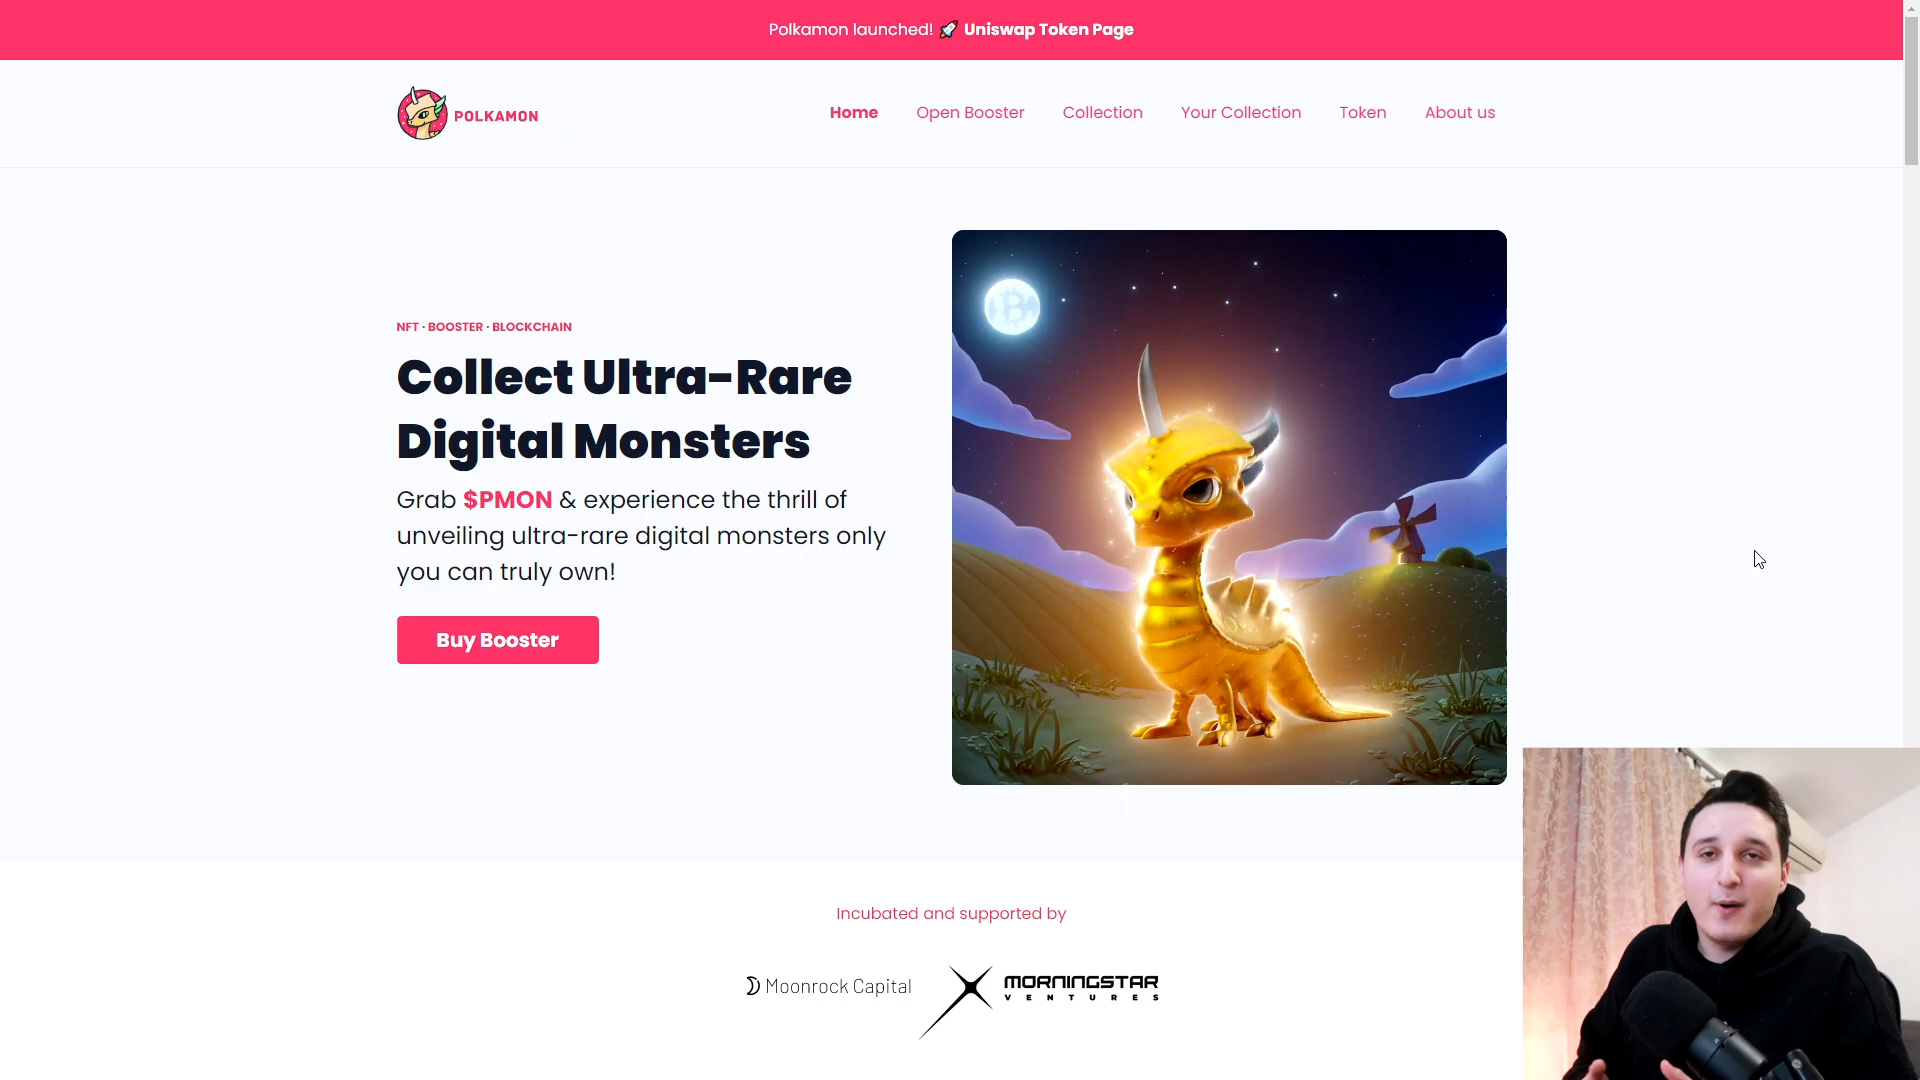 Polkamon launched! 🚀 Uniswap Token Page
POLKAMON
Home Open Booster Collection Your Collection Token About us
NFT · BOOSTER · BLOCKCHAIN
Collect Ultra-Rare
Digital Monsters
Grab $PMON & experience the thrill of
unveiling ultra-rare digital monsters only
you can truly own!
Buy Booster
Incubated and supported by
Moonrock Capital
MORNINGSTAR
VENTURES